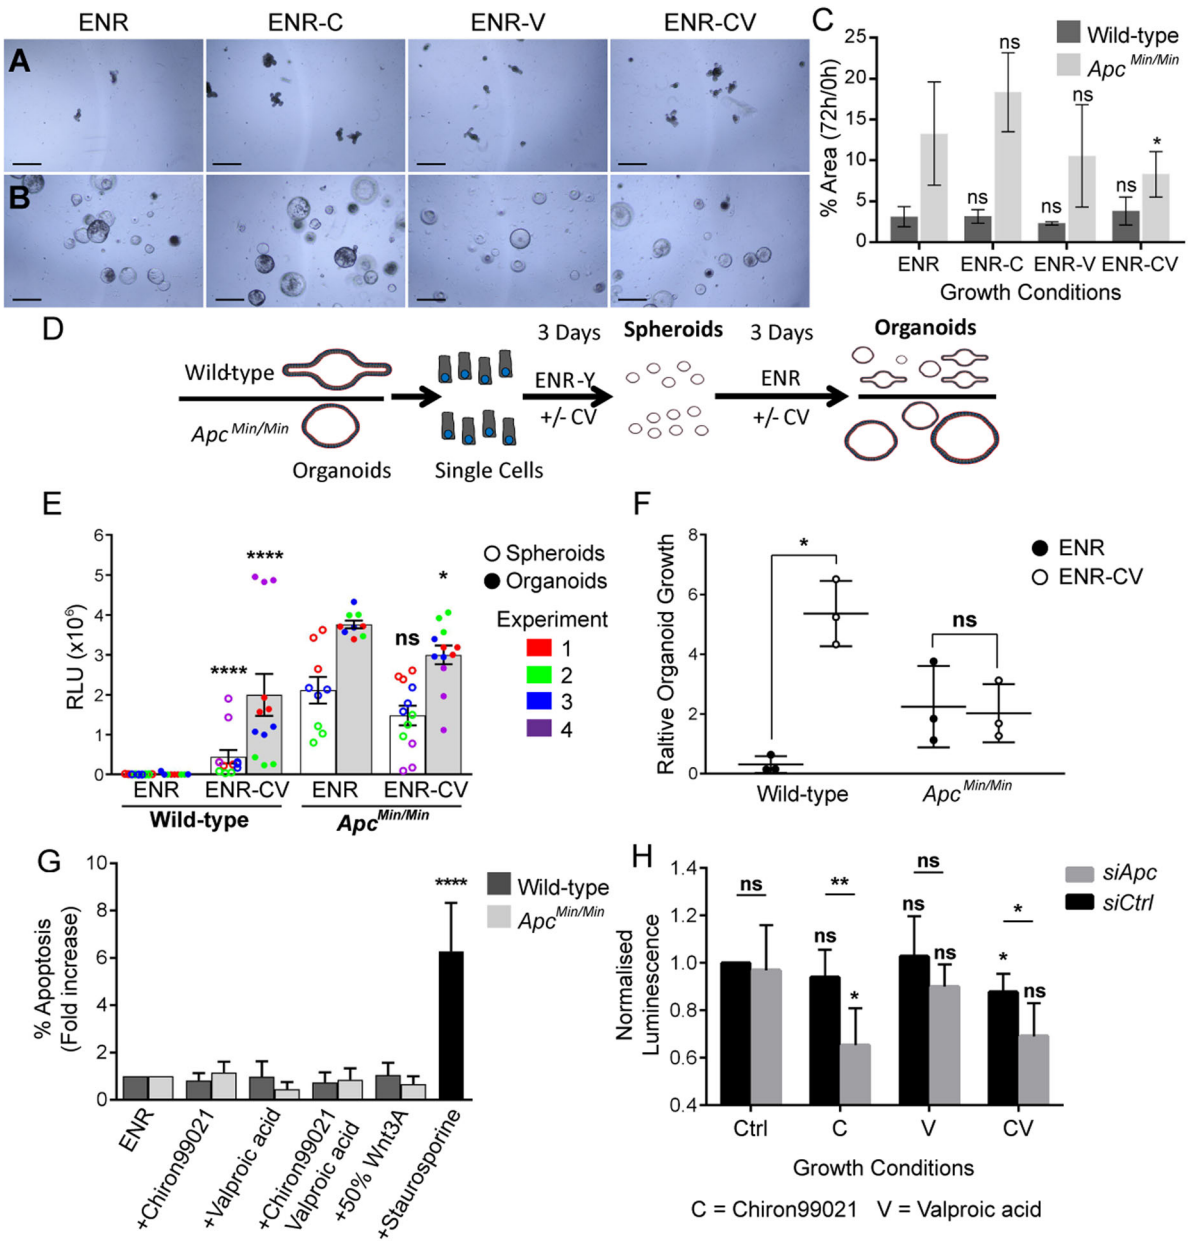 ENR ENR-C ENR-V ENR-CV
A
B
C
% Area (72h/0h)
25
20
15
10
5
0
Wild-type
Apc Min/Min
ns
ns
ns
ns
ns
*
ENR ENR-C ENR-V ENR-CV
Growth Conditions
D
Wild-type
Apc Min/Min
Organoids
Single Cells
3 Days
ENR-Y
+/- CV
Spheroids
3 Days
ENR
+/- CV
Organoids
E
RLU (x10⁶)
6
5
4
3
2
1
0
****
****
ns
*
Spheroids
Organoids
Experiment
1
2
3
4
ENR ENR-CV ENR ENR-CV
Wild-type Apc Min/Min
F
Raltive Organoid Growth
8
6
4
2
0
*
ns
ENR
ENR-CV
Wild-type Apc Min/Min
G
% Apoptosis
(Fold increase)
10
8
6
4
2
0
****
Wild-type
Apc Min/Min
ENR
+Chiron99021
+Valproic acid
+Chiron99021
Valproic acid
+50% Wnt3A
+Staurosporine
H
Normalised
Luminescence
1.4
1.2
1.0
0.8
0.6
0.4
ns
**
ns
*
ns
*
ns
ns
*
ns
siApc
siCtrl
Ctrl C V CV
Growth Conditions
C = Chiron99021 V = Valproic acid